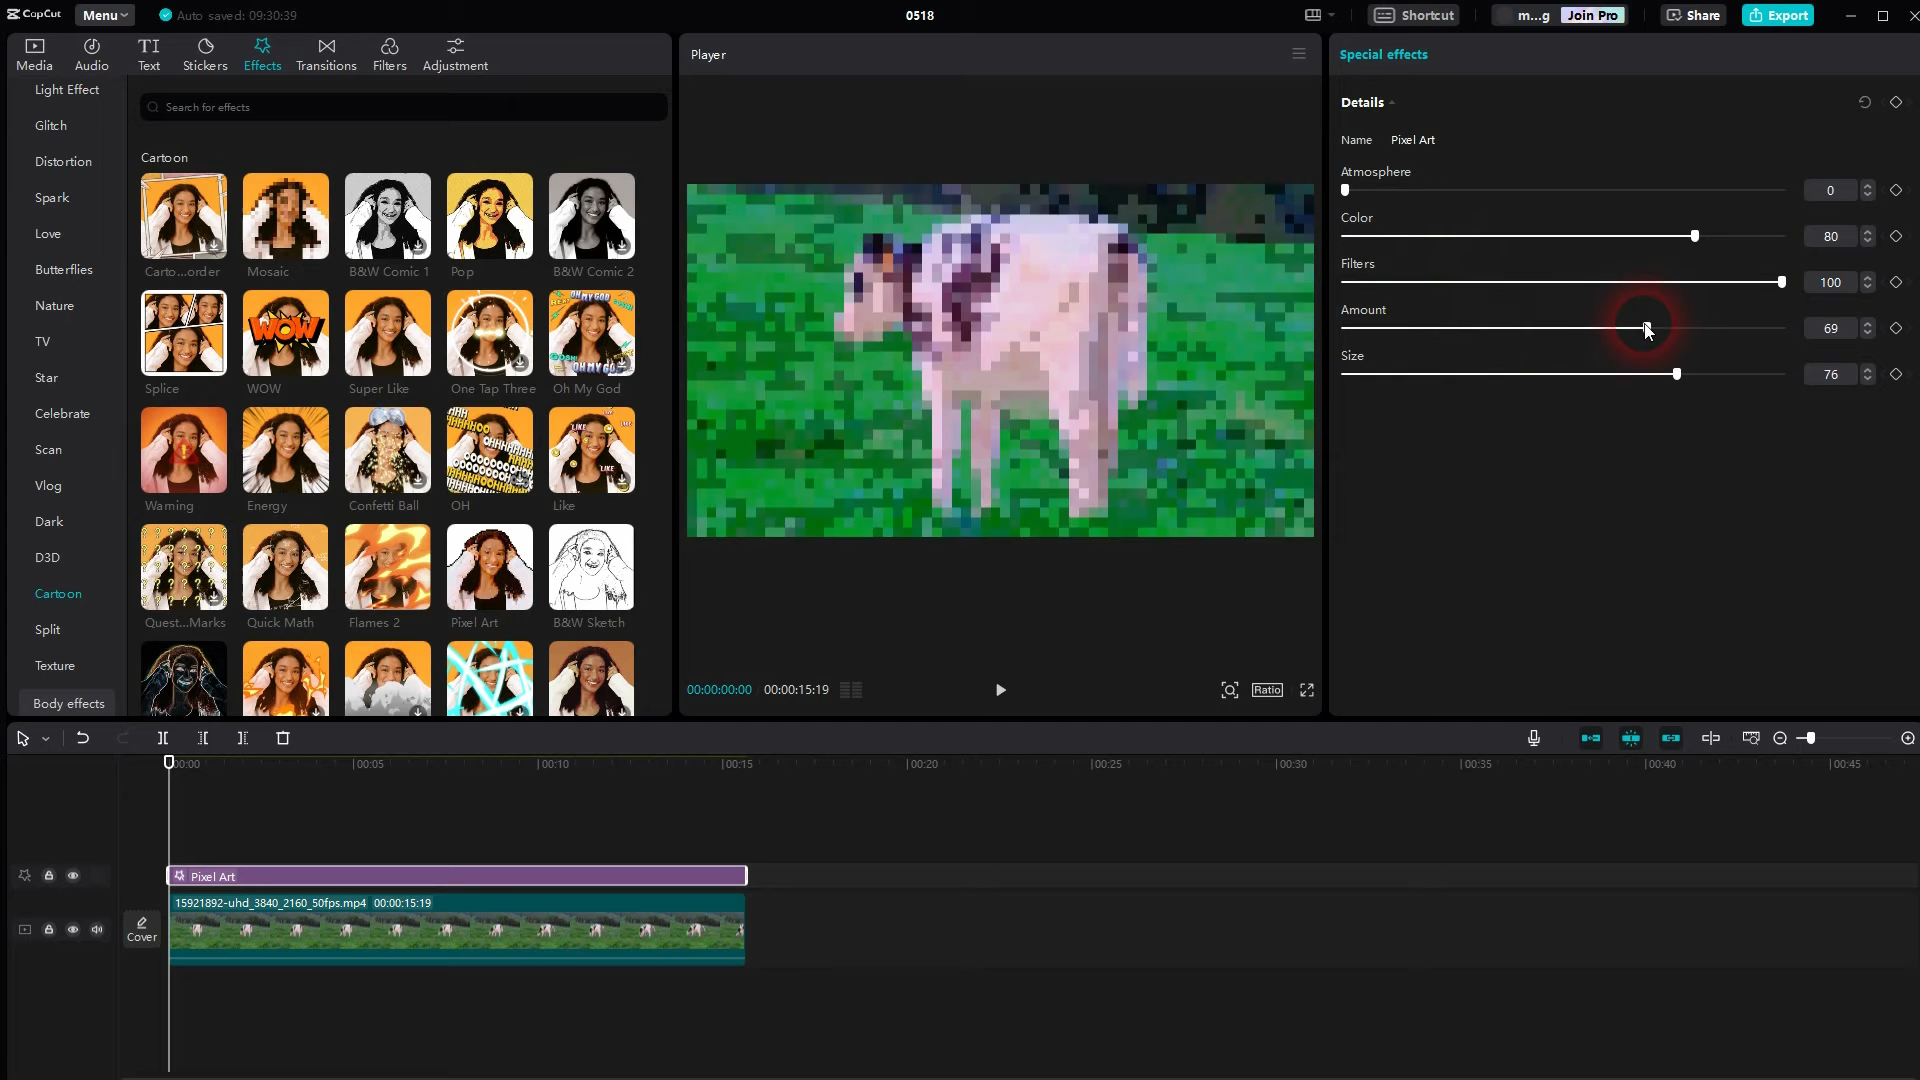 CapCut
Menu
Auto saved: 09:30:39
0518
Shortcut
m...g
Join Pro
Share
Export
Media
Audio
Text
Stickers
Effects
Transitions
Filters
Adjustment
Light Effect
Glitch
Distortion
Spark
Love
Butterflies
Nature
TV
Star
Celebrate
Scan
Vlog
Dark
D3D
Cartoon
Split
Texture
Body effects
Search for effects
Cartoon
Carto...order
Mosaic
B&W Comic 1
Pop
B&W Comic 2
Splice
WOW
Super Like
One Tap Three
Oh My God
Warning
Energy
Confetti Ball
OH
Like
Quest...Marks
Quick Math
Flames 2
Pixel Art
B&W Sketch
Player
00:00:00:00
00:00:15:19
Ratio
Special effects
Details
Name
Pixel Art
Atmosphere
0
Color
80
Filters
100
Amount
69
Size
76
00:00
00:05
00:10
00:15
00:20
00:25
00:30
00:35
00:40
00:45
Pixel Art
15921892-uhd_3840_2160_50fps.mp4 00:00:15:19
Cover